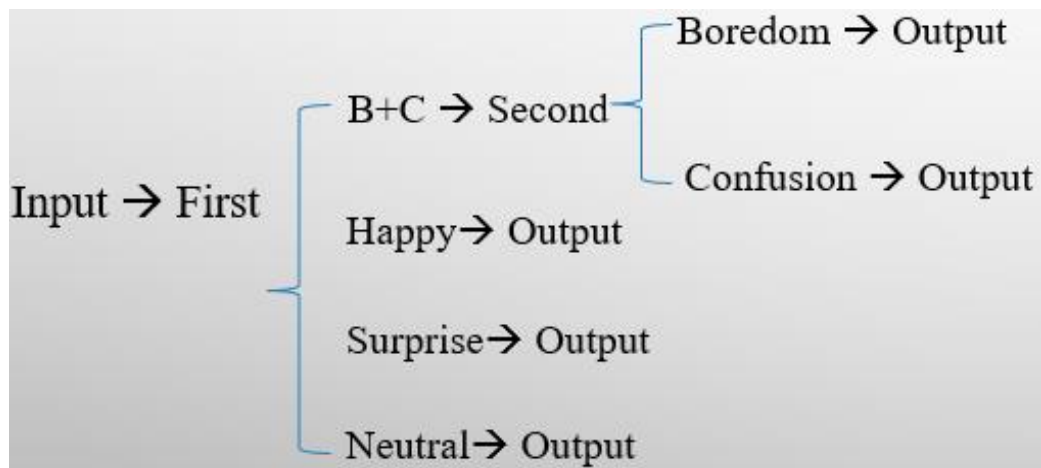 Boredom → Output
B+C → Second
Confusion → Output
Input → First
Happy→ Output
Surprise→ Output
Neutral→ Output